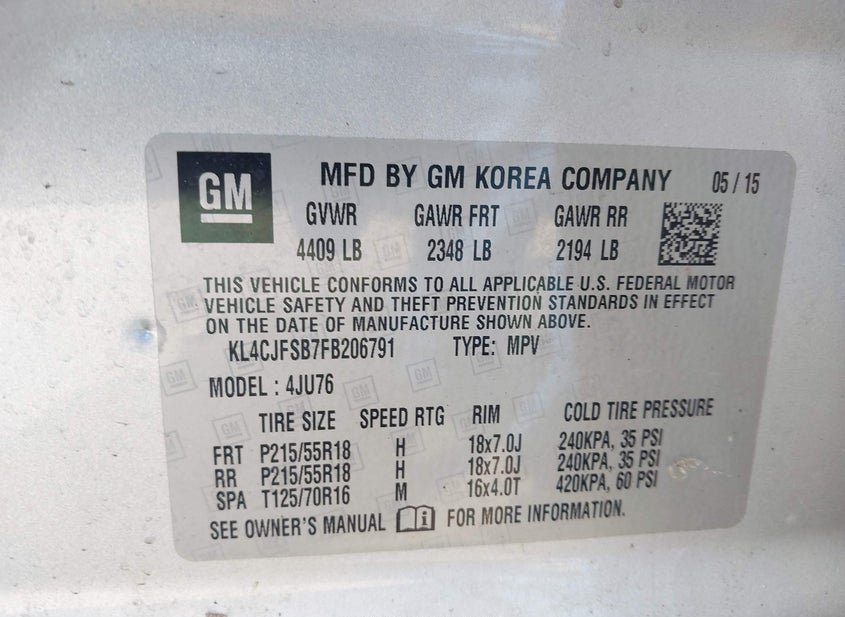 GM
MFD BY GM KOREA COMPANY 05 / 15
GVWR GAWR FRT GAWR RR
4409 LB 2348 LB 2194 LB
THIS VEHICLE CONFORMS TO ALL APPLICABLE U.S. FEDERAL MOTOR
VEHICLE SAFETY AND THEFT PREVENTION STANDARDS IN EFFECT
ON THE DATE OF MANUFACTURE SHOWN ABOVE.
KL4CJFSB7FB206791 TYPE: MPV
MODEL : 4JU76
TIRE SIZE SPEED RTG RIM COLD TIRE PRESSURE
FRT P215/55R18 H 18x7.0J 240KPA, 35 PSI
RR P215/55R18 H 18x7.0J 240KPA, 35 PSI
SPA T125/70R16 M 16x4.0T 420KPA, 60 PSI
SEE OWNER'S MANUAL i FOR MORE INFORMATION.